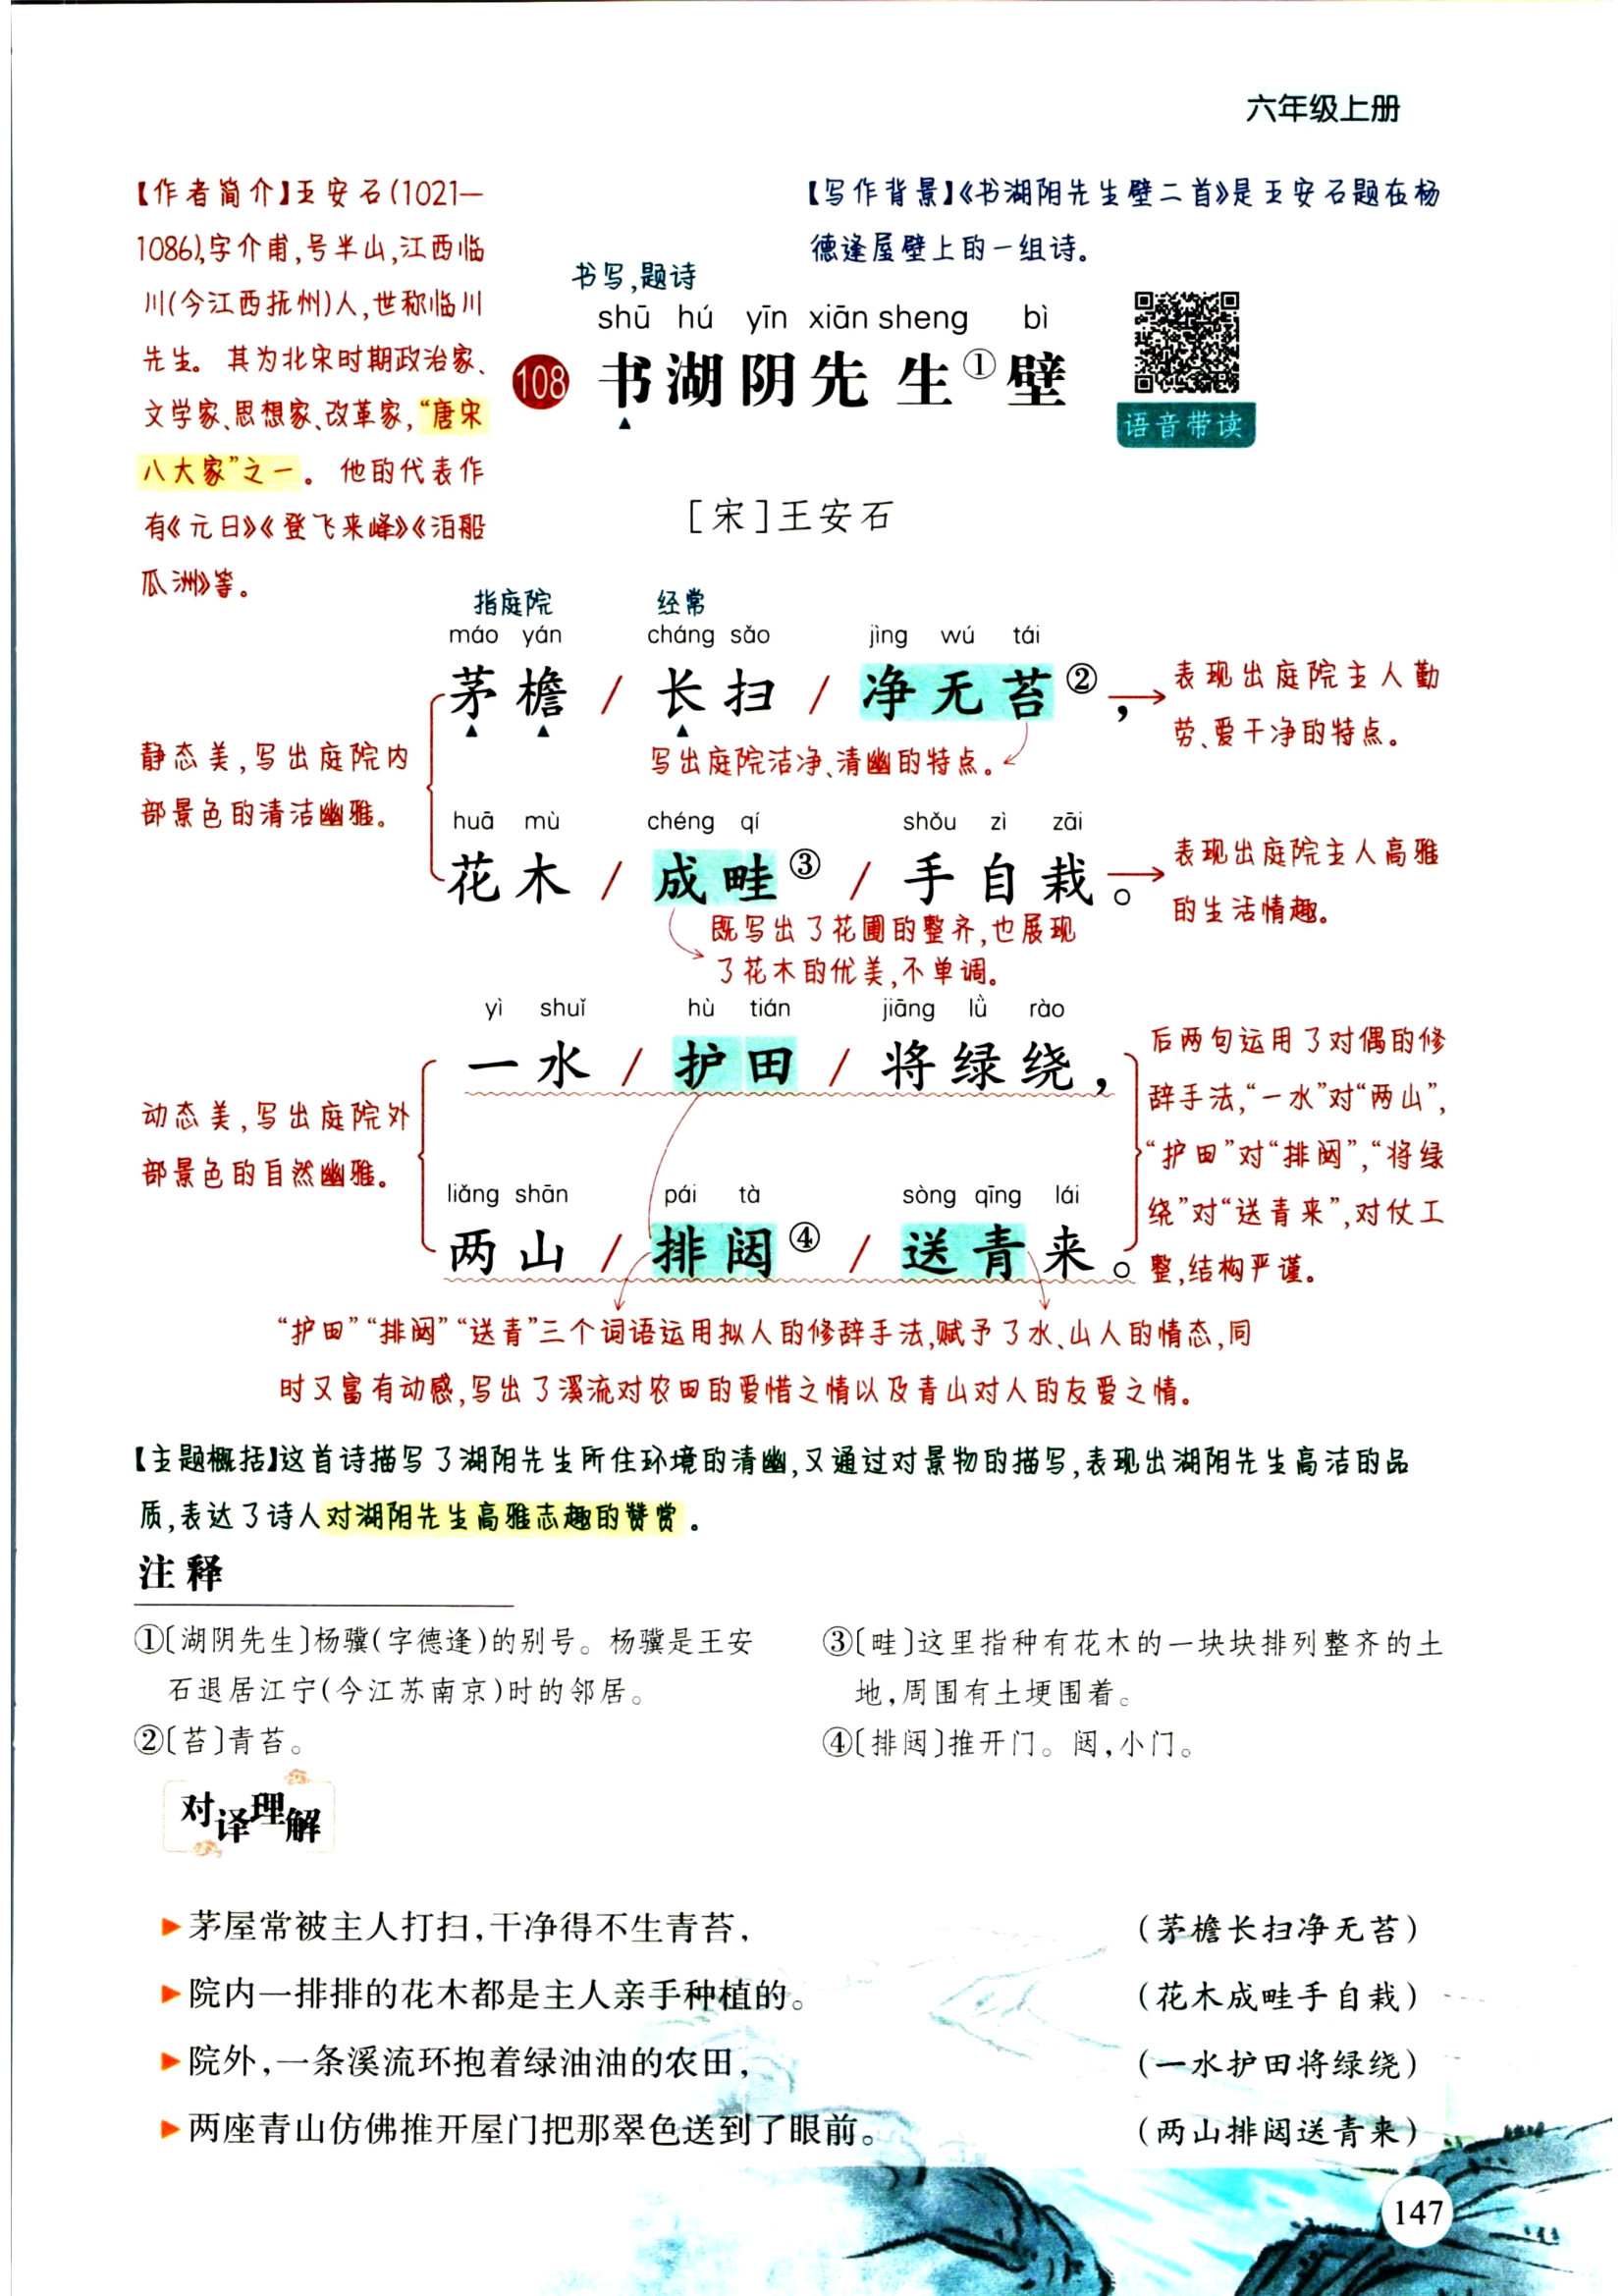 六年级上册
【作者简介】王安石(1021—
1086),字介甫,号半山,江西临
川(今江西抚州)人,世称临川
先生。其为北宋时期政治家、
文学家、思想家、改革家,“唐宋
八大家”之一。他的代表作
有《元日》《登飞来峰》《泊船
瓜洲》等。
【写作背景】《书湖阴先生壁二首》是王安石题在杨
德逢屋壁上的一组诗。
书写,题诗
shū hú yīn xiān sheng bì
108 书湖阴先生①壁
语音带读
[宋]王安石
指庭院 经常
máo yán cháng sǎo jìng wú tái
茅檐/长扫/净无苔②,
表现出庭院主人勤
劳、爱干净的特点。
写出庭院洁净、清幽的特点。
静态美,写出庭院内
部景色的清洁幽雅。
huā mù chéng qí shǒu zì zāi
花木/成畦③/手自栽。
表现出庭院主人高雅
的生活情趣。
既写出了花圃的整齐,也展现
了花木的优美,不单调。
yì shuǐ hù tián jiāng lǜ rào
一水/护田/将绿绕,
动态美,写出庭院外
部景色的自然幽雅。
liǎng shān pái tà sòng qīng lái
两山/排闼④/送青来。
后两句运用了对偶的修
辞手法,“一水”对“两山”,
“护田”对“排闼”,“将绿
绕”对“送青来”,对仗工
整,结构严谨。
“护田”“排闼”“送青”三个词语运用拟人的修辞手法,赋予了水、山人的情态,同
时又富有动感,写出了溪流对农田的爱惜之情以及青山对人的友爱之情。
【主题概括】这首诗描写了湖阴先生所住环境的清幽,又通过对景物的描写,表现出湖阴先生高洁的品
质,表达了诗人对湖阴先生高雅志趣的赞赏。
注释
①〔湖阴先生〕杨骥(字德逢)的别号。杨骥是王安
石退居江宁(今江苏南京)时的邻居。
②〔苔〕青苔。
③〔畦〕这里指种有花木的一块块排列整齐的土
地,周围有土埂围着。
④〔排闼〕推开门。闼,小门。
对译理解
茅屋常被主人打扫,干净得不生青苔, (茅檐长扫净无苔)
院内一排排的花木都是主人亲手种植的。 (花木成畦手自栽)
院外,一条溪流环抱着绿油油的农田, (一水护田将绿绕)
两座青山仿佛推开屋门把那翠色送到了眼前。 (两山排闼送青来)
147